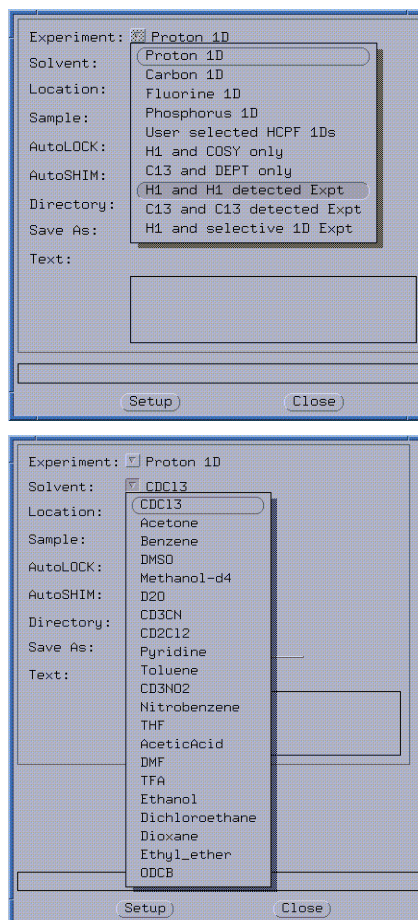 Experiment: Proton 1D
Proton 1D
Solvent:
Carbon 1D
Location:
Fluorine 1D
Sample:
Phosphorus 1D
User selected HCPF 1Ds
AutoLOCK:
H1 and COSY only
C13 and DEPT only
AutoSHIM:
H1 and H1 detected Expt
Directory:
C13 and C13 detected Expt
Save As:
H1 and selective 1D Expt
Text:
Setup Close
Experiment: Proton 1D
Solvent: CDCl3
CDCl3
Location:
Acetone
Sample:
Benzene
DMSO
AutoLOCK:
Methanol-d4
AutoSHIM:
D2O
Directory:
CD3CN
CD2Cl2
Save As:
Pyridine
Text:
Toluene
CD3NO2
Nitrobenzene
THF
AceticAcid
DMF
TFA
Ethanol
Dichloroethane
Dioxane
Ethyl_ether
ODCB
Setup Close